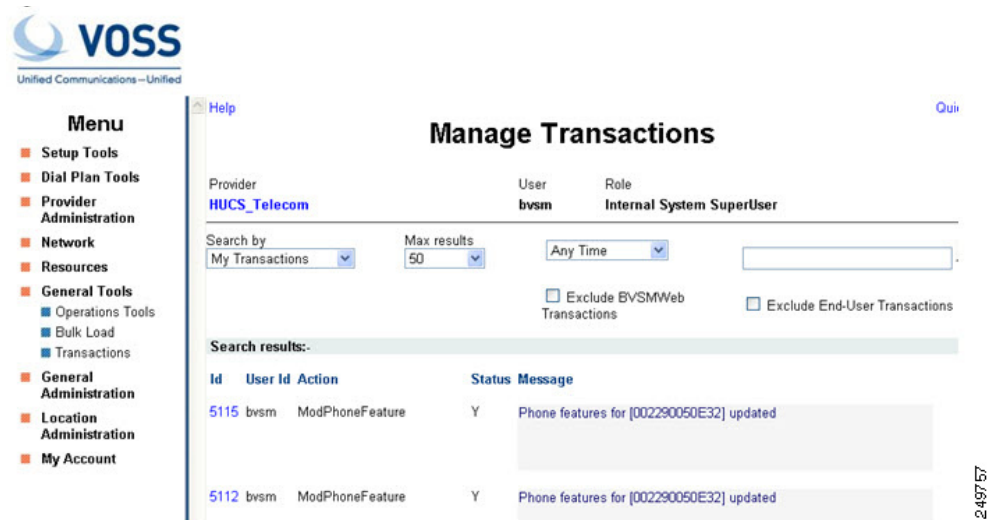 VOSS
Unified Communications—Unified
Menu
Setup Tools
Dial Plan Tools
Provider
Administration
Network
Resources
General Tools
Operations Tools
Bulk Load
Transactions
General
Administration
Location
Administration
My Account
Help
Manage Transactions
Provider
HUCS_Telecom
User
bvsm
Role
Internal System SuperUser
Search by
My Transactions
Max results
50
Any Time
Exclude BVSMWeb
Transactions
Exclude End-User Transactions
Search results:-
Id User Id Action Status Message
5115 bvsm ModPhoneFeature Y Phone features for [002290050E32] updated
5112 bvsm ModPhoneFeature Y Phone features for [002290050E32] updated
249757